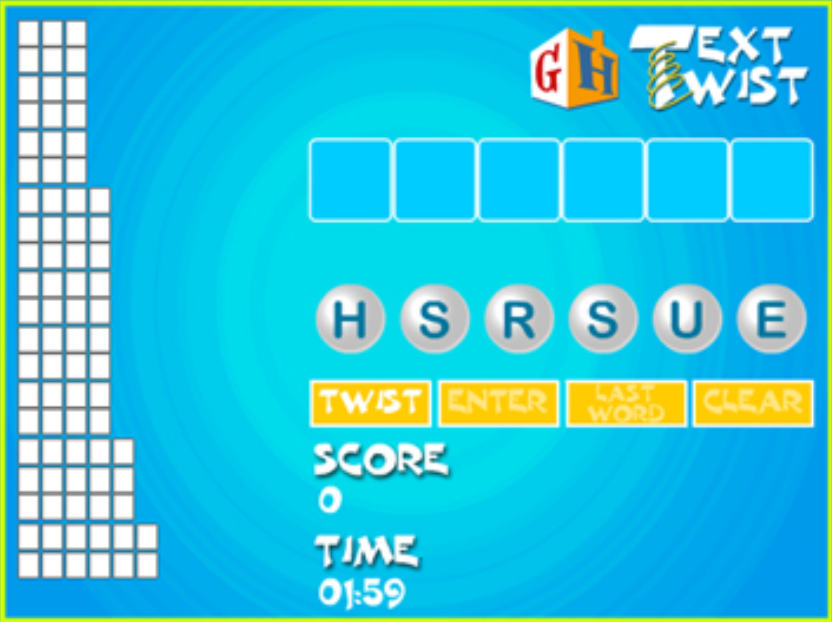 GH TEXT TWIST
H S R S U E
TWIST ENTER LAST WORD CLEAR
SCORE
0
TIME
01:59